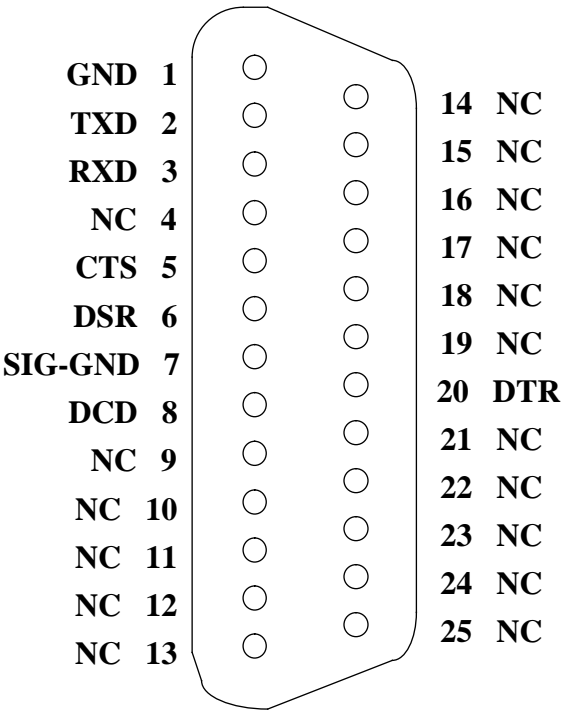 GND 1
TXD 2
RXD 3
NC 4
CTS 5
DSR 6
SIG-GND 7
DCD 8
NC 9
NC 10
NC 11
NC 12
NC 13
14 NC
15 NC
16 NC
17 NC
18 NC
19 NC
20 DTR
21 NC
22 NC
23 NC
24 NC
25 NC